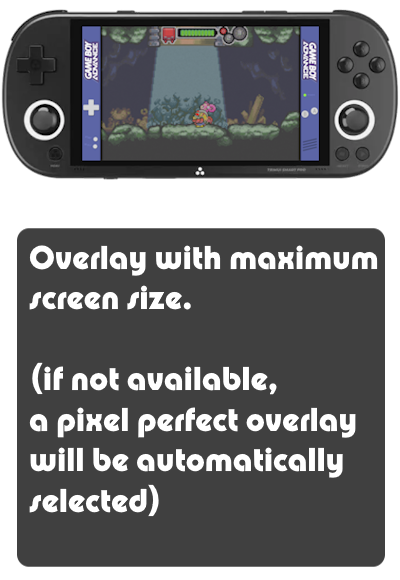 GAME BOY
ADVANCE
GAME BOY
ADVANCE
Overlay with maximum
screen size.
(if not available,
a pixel perfect overlay
will be automatically
selected)